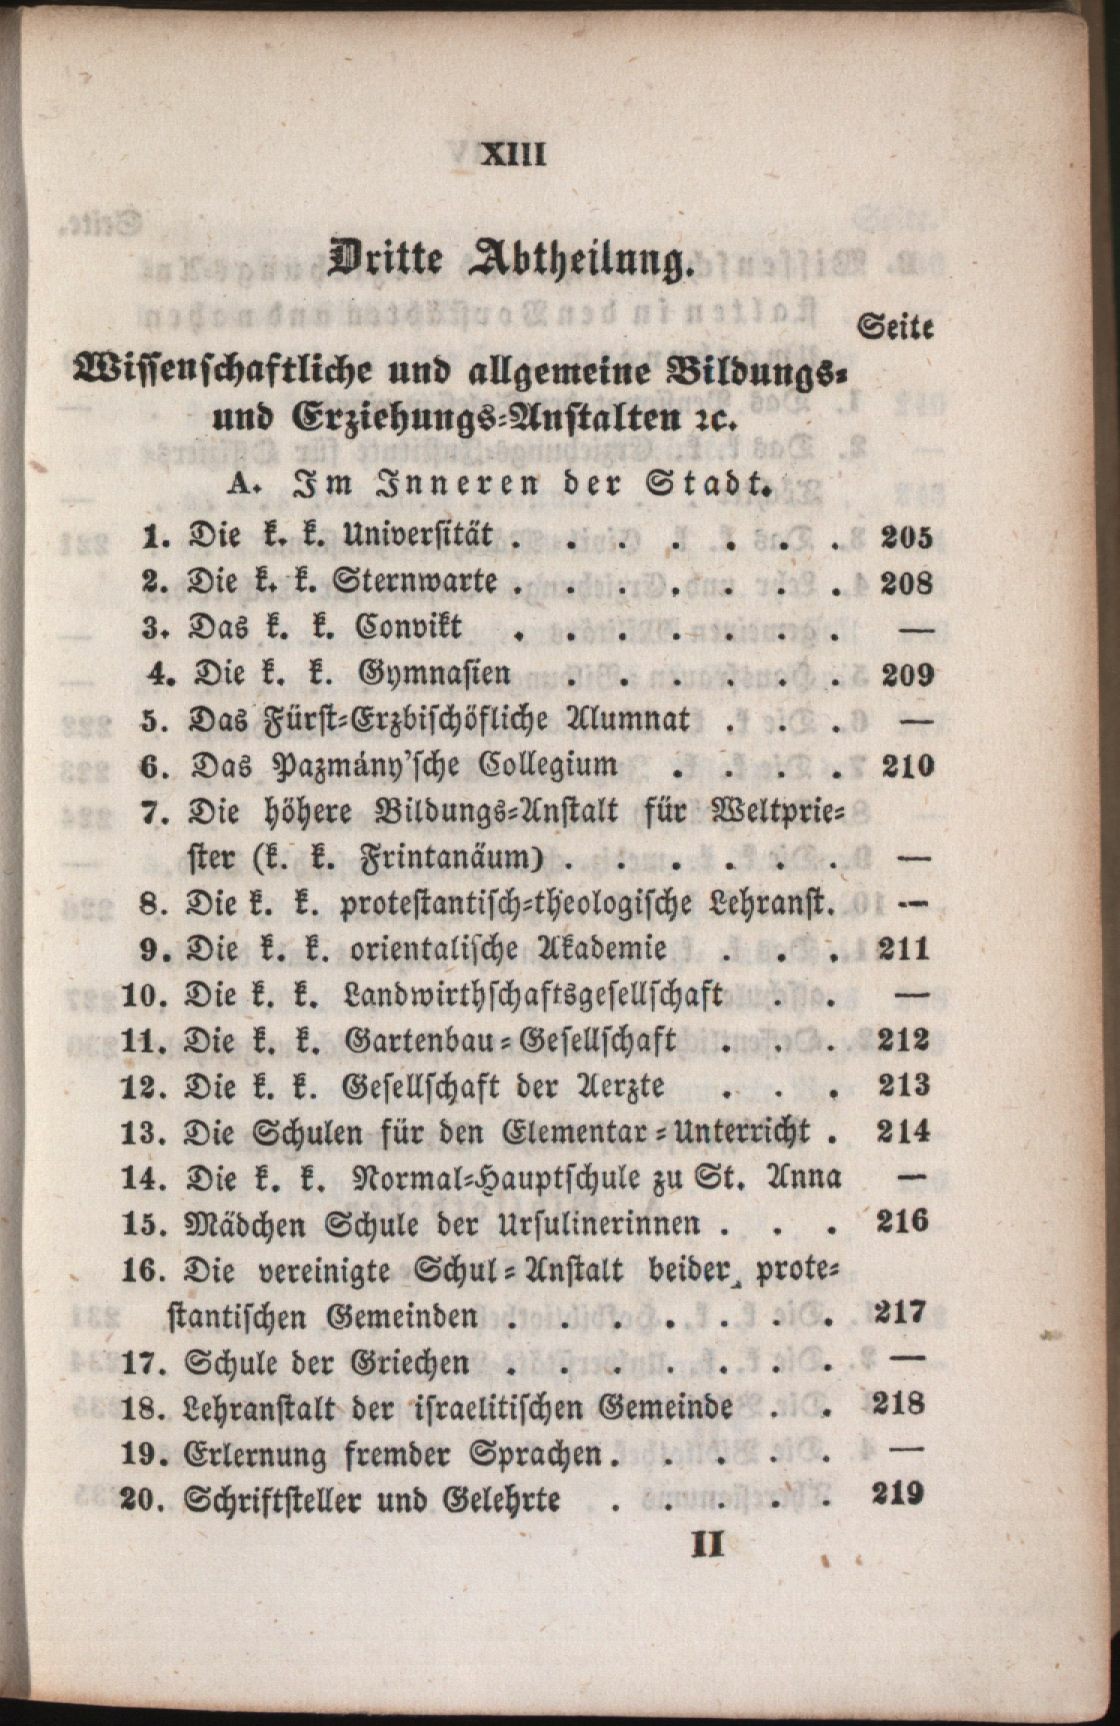 XIII
Dritte Abtheilung.
Seite
Wissenschaftliche und allgemeine Bildungs-
und Erziehungs-Anstalten ꝛc.
A. Im Inneren der Stadt.
1. Die k. k. Universität . . . . . . . 205
2. Die k. k. Sternwarte . . . . . . . 208
3. Das k. k. Convikt . . . . . . . —
4. Die k. k. Gymnasien . . . . . . 209
5. Das Fürst-Erzbischöfliche Alumnat . . . —
6. Das Pazmány'sche Collegium . . . . 210
7. Die höhere Bildungs-Anstalt für Weltprie-
ster (k. k. Frintanäum) . . . . . . —
8. Die k. k. protestantisch-theologische Lehranst. —
9. Die k. k. orientalische Akademie . . . 211
10. Die k. k. Landwirthschaftsgesellschaft . . —
11. Die k. k. Gartenbau-Gesellschaft . . . 212
12. Die k. k. Gesellschaft der Aerzte . . . 213
13. Die Schulen für den Elementar-Unterricht . 214
14. Die k. k. Normal-Hauptschule zu St. Anna —
15. Mädchen Schule der Ursulinerinnen . . . 216
16. Die vereinigte Schul-Anstalt beider prote-
stantischen Gemeinden . . . . . . . 217
17. Schule der Griechen . . . . . . . —
18. Lehranstalt der israelitischen Gemeinde . . 218
19. Erlernung fremder Sprachen . . . . . —
20. Schriftsteller und Gelehrte . . . . . 219
II